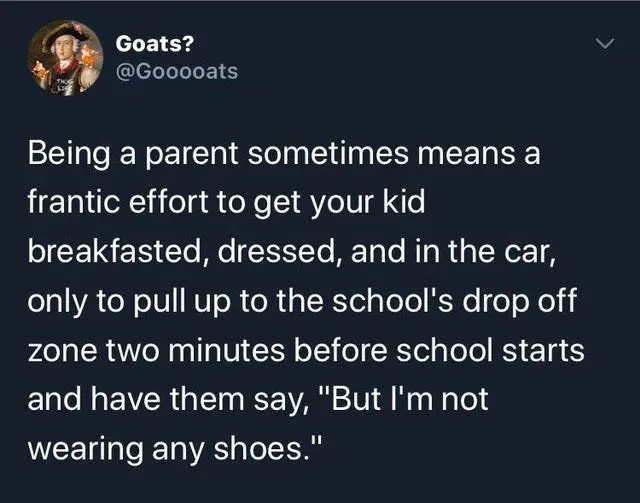 Goats?
@Gooooats
THUG
LIFE
Being a parent sometimes means a
frantic effort to get your kid
breakfasted, dressed, and in the car,
only to pull up to the school's drop off
zone two minutes before school starts
and have them say, "But I'm not
wearing any shoes."